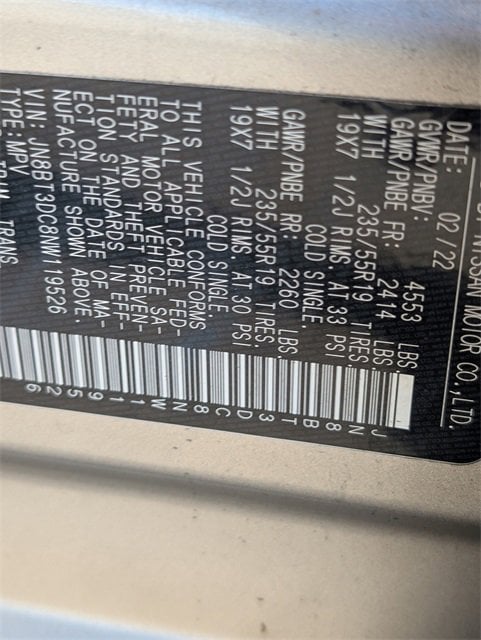 BY NISSAN MOTOR CO.,LTD.
DATE: 02/22
GVWR/PNBV: 4553 LBS
GAWR/PNBE FR: 2414 LBS.
WITH 235/55R19 TIRES.
19X7 1/2J RIMS. AT 33 PSI
COLD SINGLE.
GAWR/PNBE RR: 2260 LBS.
WITH 235/55R19 TIRES.
19X7 1/2J RIMS. AT 30 PSI
COLD SINGLE.
THIS VEHICLE CONFORMS
TO ALL APPLICABLE FED-
ERAL MOTOR VEHICLE SA-
FETY AND THEFT PREVEN-
TION STANDARDS IN EFF-
ECT ON THE DATE OF MA-
NUFACTURE SHOWN ABOVE.
VIN: JN8BT3DC8NW119526
TYPE: MPV
TRIM TRANS.
JN8BT3DC8NW119526